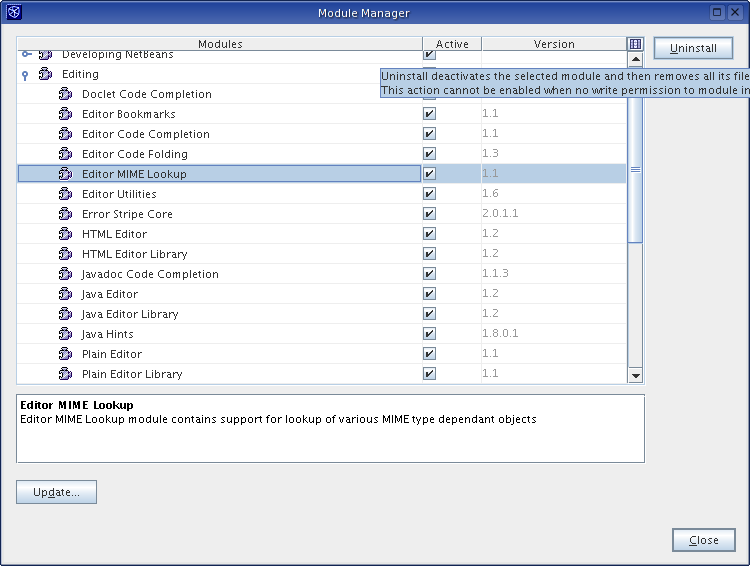 Module Manager
Modules Active Version
Developing NetBeans
Uninstall
Editing
Uninstall deactivates the selected module and then removes all its file
This action cannot be enabled when no write permission to module in
Doclet Code Completion
Editor Bookmarks 1.1
Editor Code Completion 1.1
Editor Code Folding 1.3
Editor MIME Lookup 1.1
Editor Utilities 1.6
Error Stripe Core 2.0.1.1
HTML Editor 1.2
HTML Editor Library 1.2
Javadoc Code Completion 1.1.3
Java Editor 1.2
Java Editor Library 1.2
Java Hints 1.8.0.1
Plain Editor 1.1
Plain Editor Library 1.1
Editor MIME Lookup
Editor MIME Lookup module contains support for lookup of various MIME type dependant objects
Update...
Close